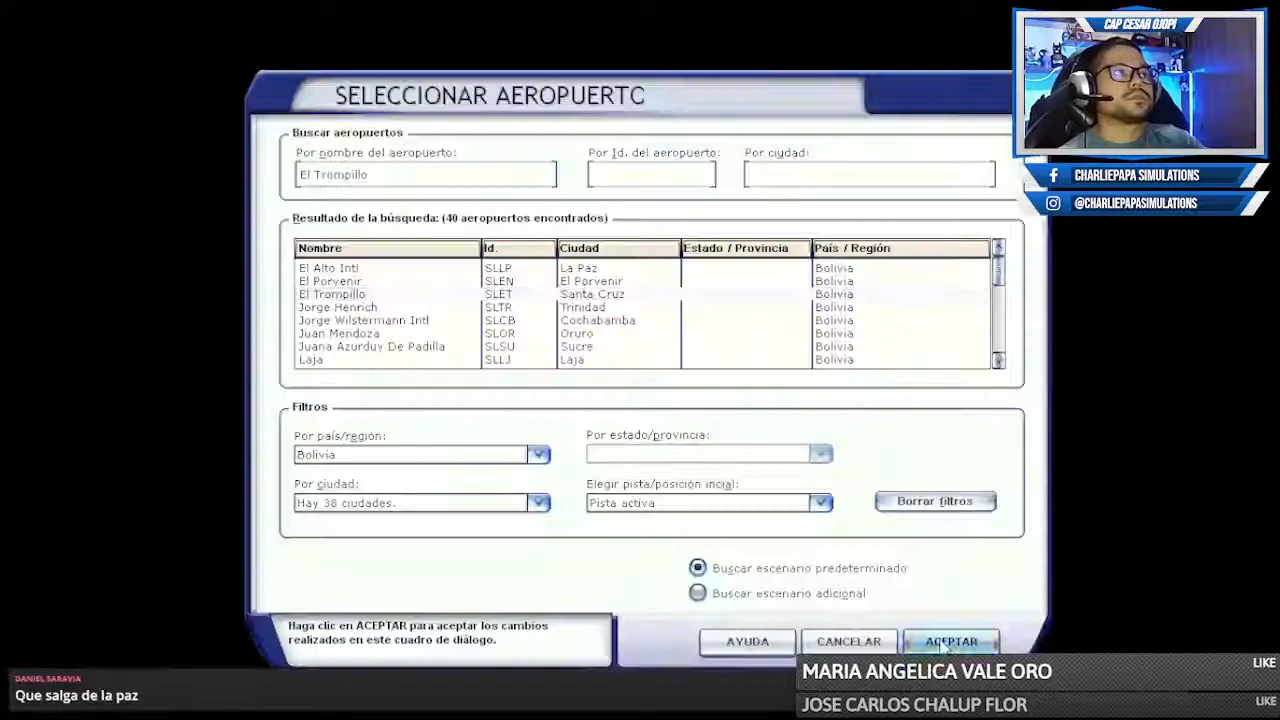 CAP CESAR OJOPI
CHARLIEPAPA SIMULATIONS
@CHARLIEPAPASIMULATIONS
SELECCIONAR AEROPUERTO
Buscar aeropuertos
Por nombre del aeropuerto: Por Id. del aeropuerto: Por ciudad:
El Trompillo
Resultado de la búsqueda: (40 aeropuertos encontrados)
Nombre Id. Ciudad Estado / Provincia País / Región
El Alto Intl SLLP La Paz Bolivia
El Porvenir SLEN El Porvenir Bolivia
El Trompillo SLET Santa Cruz Bolivia
Jorge Henrich SLTR Trinidad Bolivia
Jorge Wilstermann Intl SLCB Cochabamba Bolivia
Juan Mendoza SLOR Oruro Bolivia
Juana Azurduy De Padilla SLSU Sucre Bolivia
Laja SLLJ Laja Bolivia
Filtros
Por país/región: Por estado/provincia:
Bolivia
Por ciudad: Elegir pista/posición inicial:
Hay 38 ciudades. Pista activa Borrar filtros
Buscar escenario predeterminado
Buscar escenario adicional
Haga clic en ACEPTAR para aceptar los cambios
realizados en este cuadro de diálogo.
AYUDA CANCELAR ACEPTAR
DANIEL SARAVIA
Que salga de la paz
MARIA ANGELICA VALE ORO LIKE
JOSE CARLOS CHALUP FLOR LIKE